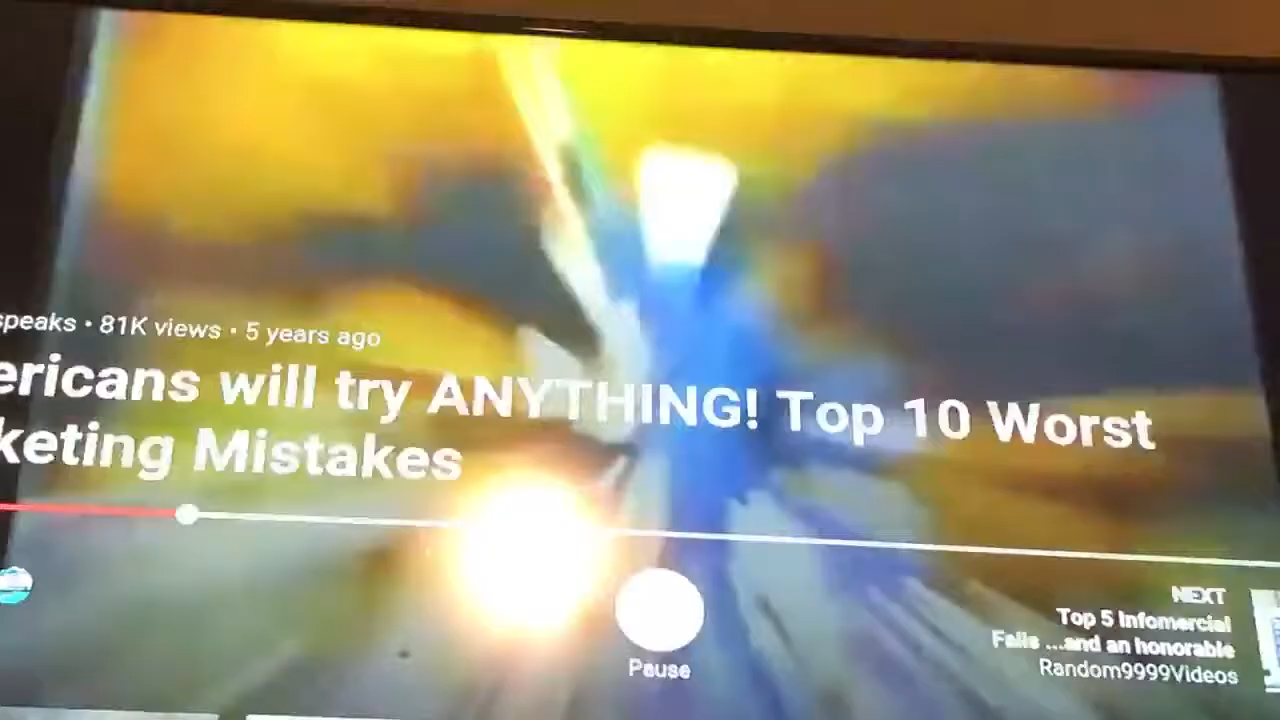 speaks • 81K views • 5 years ago
ericans will try ANYTHING! Top 10 Worst
keting Mistakes
Pause
NEXT
Top 5 Infomercial
Fails ...and an honorable
Random9999Videos